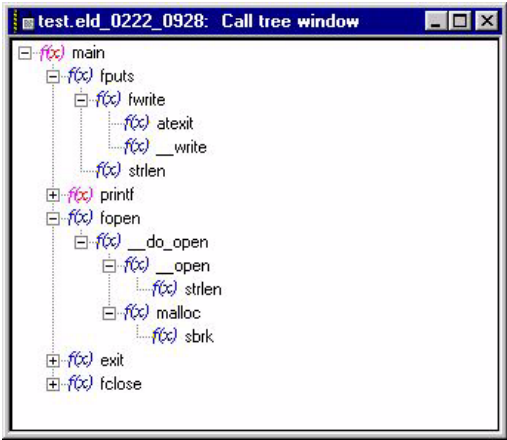 test.eld_0222_0928: Call tree window
f(x) main
f(x) fputs
f(x) fwrite
f(x) atexit
f(x) __write
f(x) strlen
f(x) printf
f(x) fopen
f(x) __do_open
f(x) __open
f(x) strlen
f(x) malloc
f(x) sbrk
f(x) exit
f(x) fclose